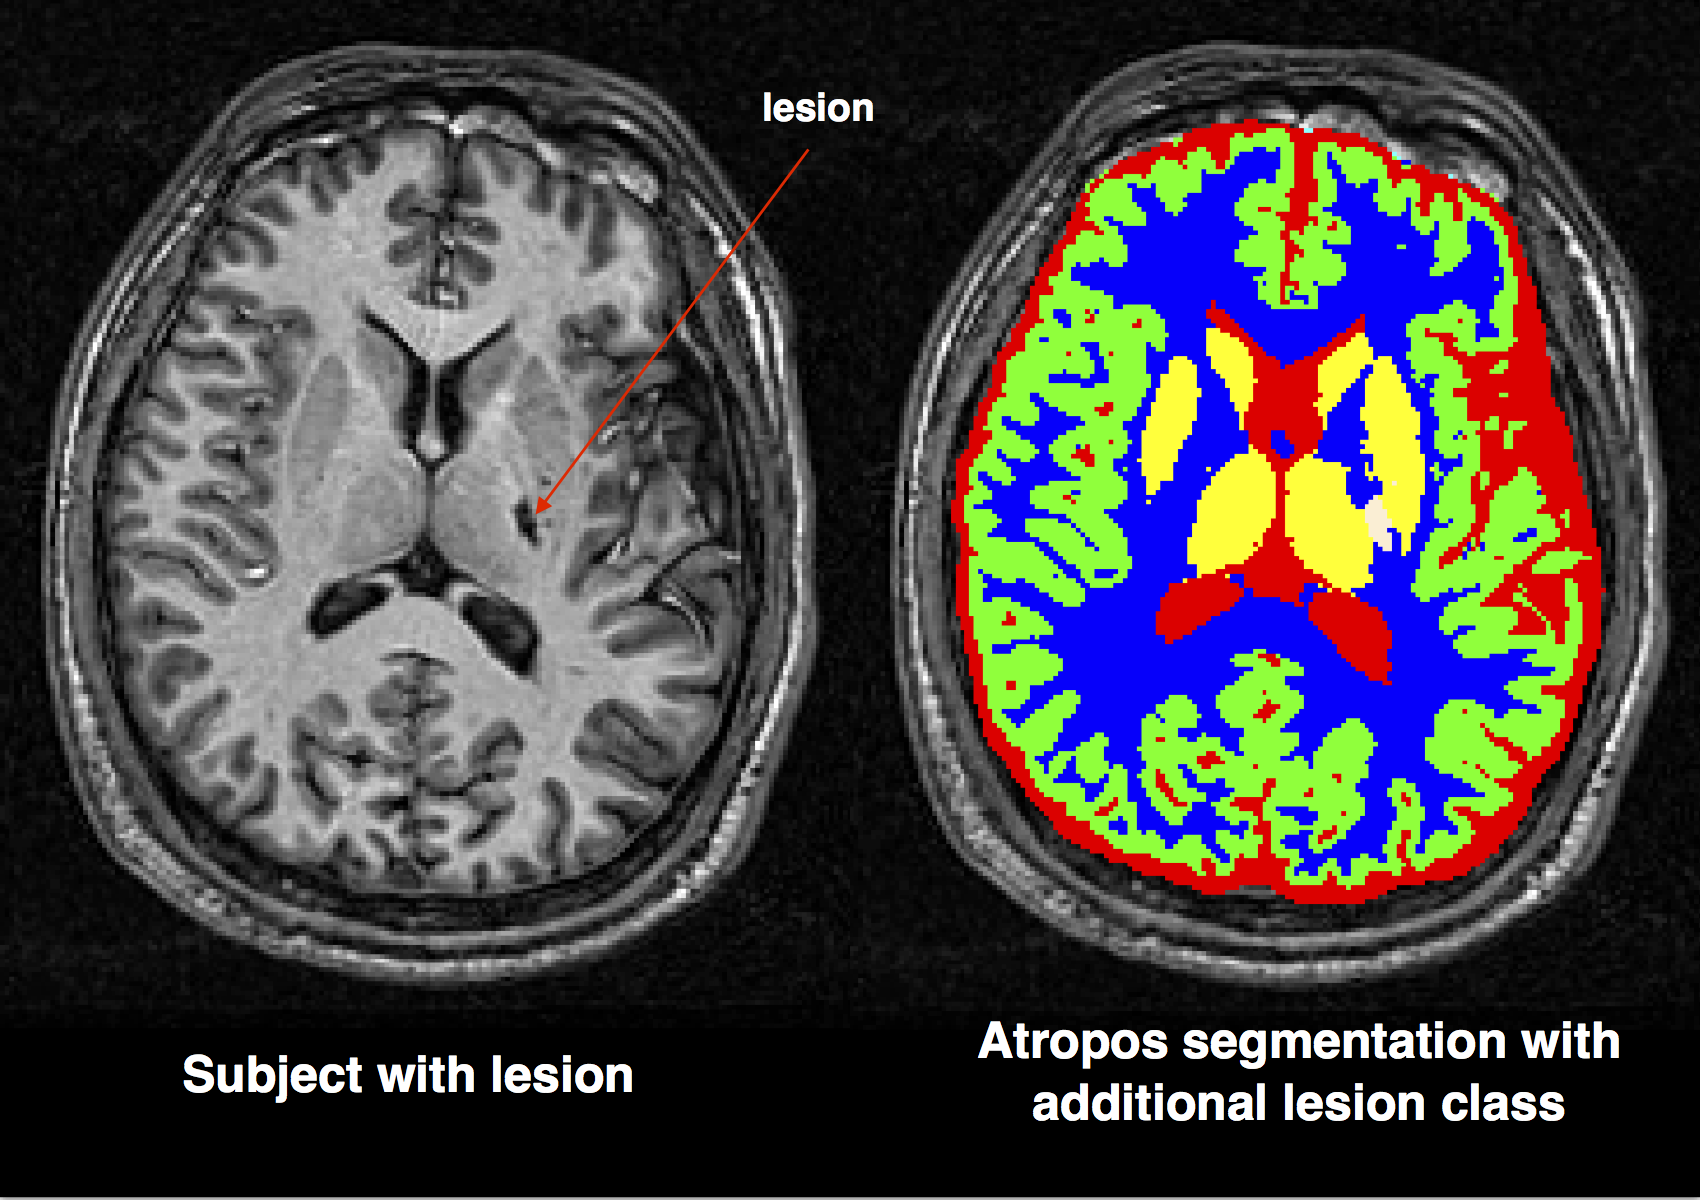 lesion
Subject with lesion
Atropos segmentation with
additional lesion class